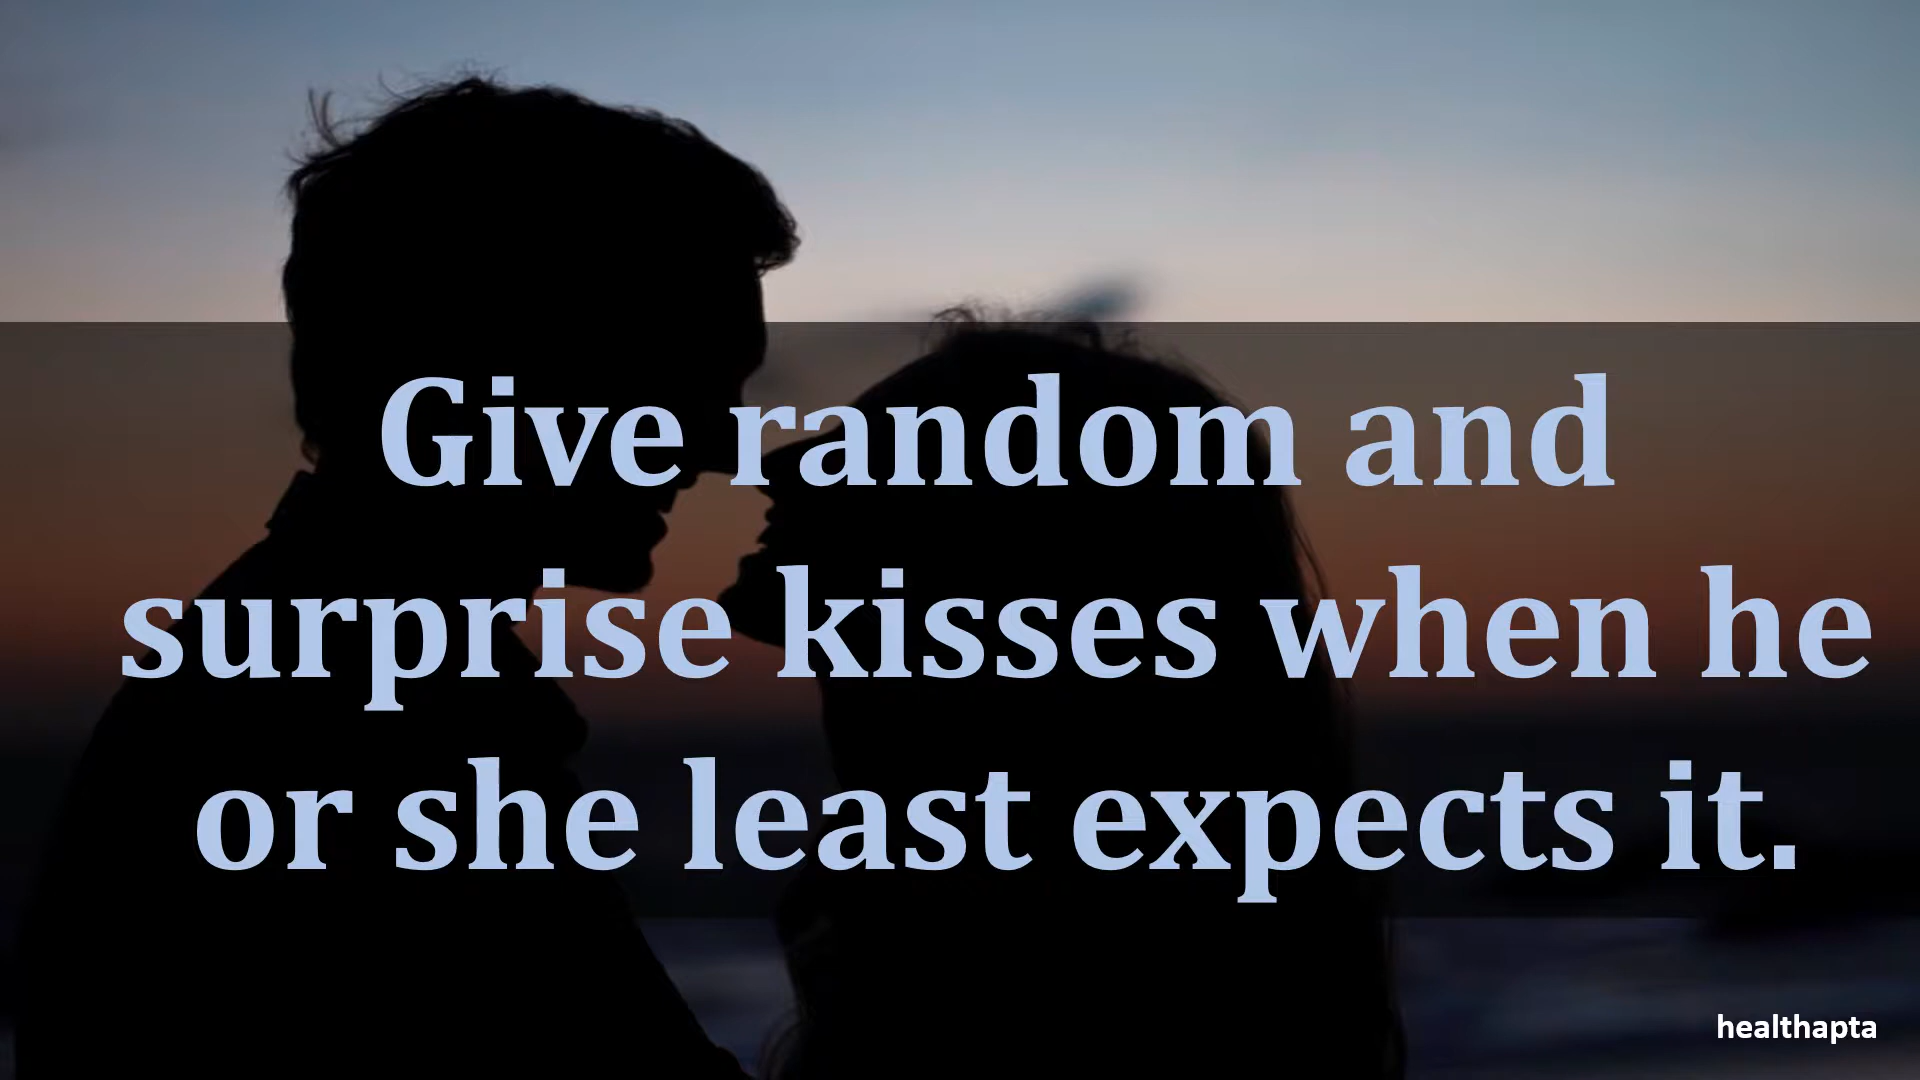 Give random and
surprise kisses when he
or she least expects it.
healthapta